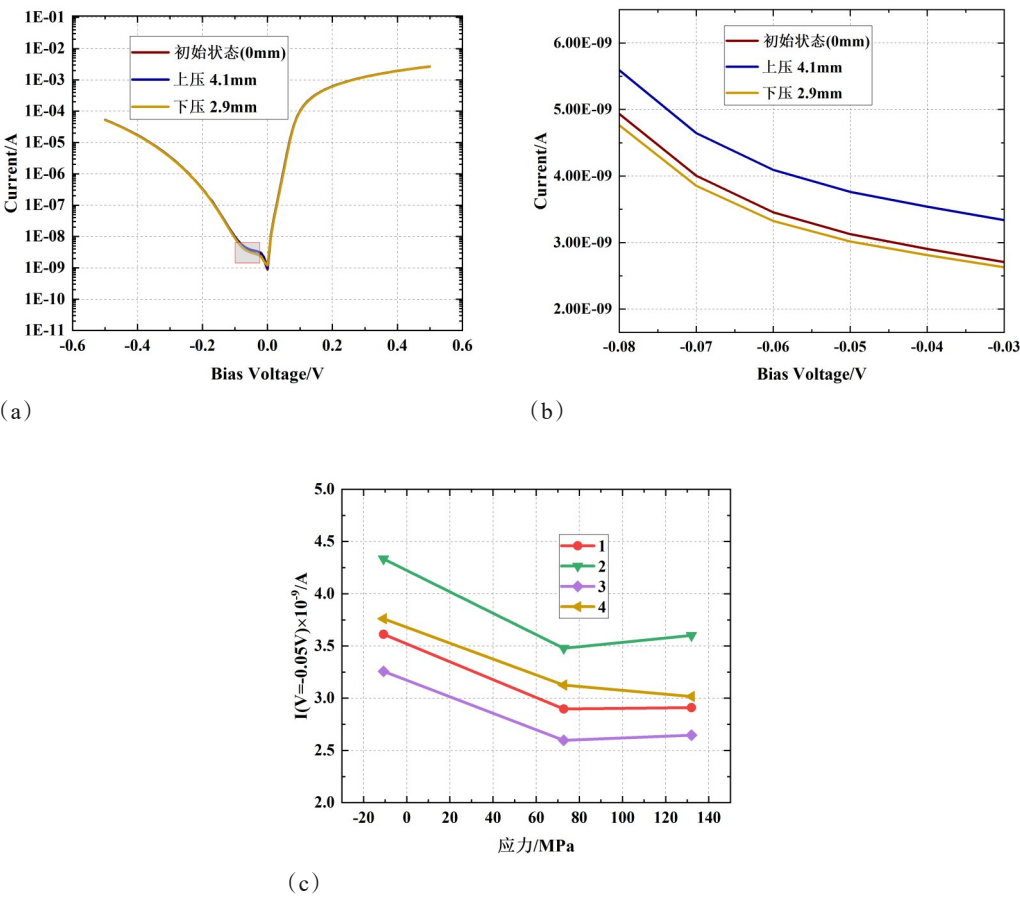 1E-01
1E-02
1E-03
1E-04
1E-05
1E-06
1E-07
1E-08
1E-09
1E-10
1E-11
Current/A
初始状态(0mm)
上压 4.1mm
下压 2.9mm
-0.6 -0.4 -0.2 0.0 0.2 0.4 0.6
Bias Voltage/V
(a)
6.00E-09
5.00E-09
4.00E-09
3.00E-09
2.00E-09
Current/A
初始状态(0mm)
上压 4.1mm
下压 2.9mm
-0.08 -0.07 -0.06 -0.05 -0.04 -0.03
Bias Voltage/V
(b)
5.0
4.5
4.0
3.5
3.0
2.5
2.0
I(V=-0.05V)×10⁻⁹/A
1
2
3
4
-20 0 20 40 60 80 100 120 140
应力/MPa
(c)